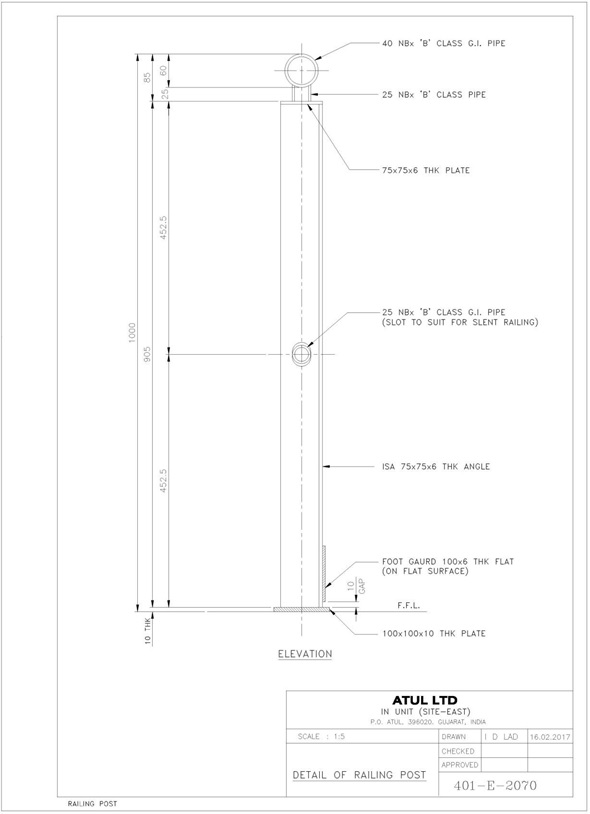 40 NBx 'B' CLASS G.I. PIPE
85
60
25
25 NBx 'B' CLASS PIPE
75x75x6 THK PLATE
452.5
25 NBx 'B' CLASS G.I. PIPE
(SLOT TO SUIT FOR SLENT RAILING)
1000
905
452.5
ISA 75x75x6 THK ANGLE
FOOT GAURD 100x6 THK FLAT
(ON FLAT SURFACE)
10
GAP
F.F.L.
10 THK
100x100x10 THK PLATE
ELEVATION
ATUL LTD
IN UNIT (SITE-EAST)
P.O. ATUL, 396020, GUJARAT, INDIA
SCALE : 1:5
DRAWN I D LAD 16.02.2017
CHECKED
APPROVED
DETAIL OF RAILING POST
401-E-2070
RAILING POST